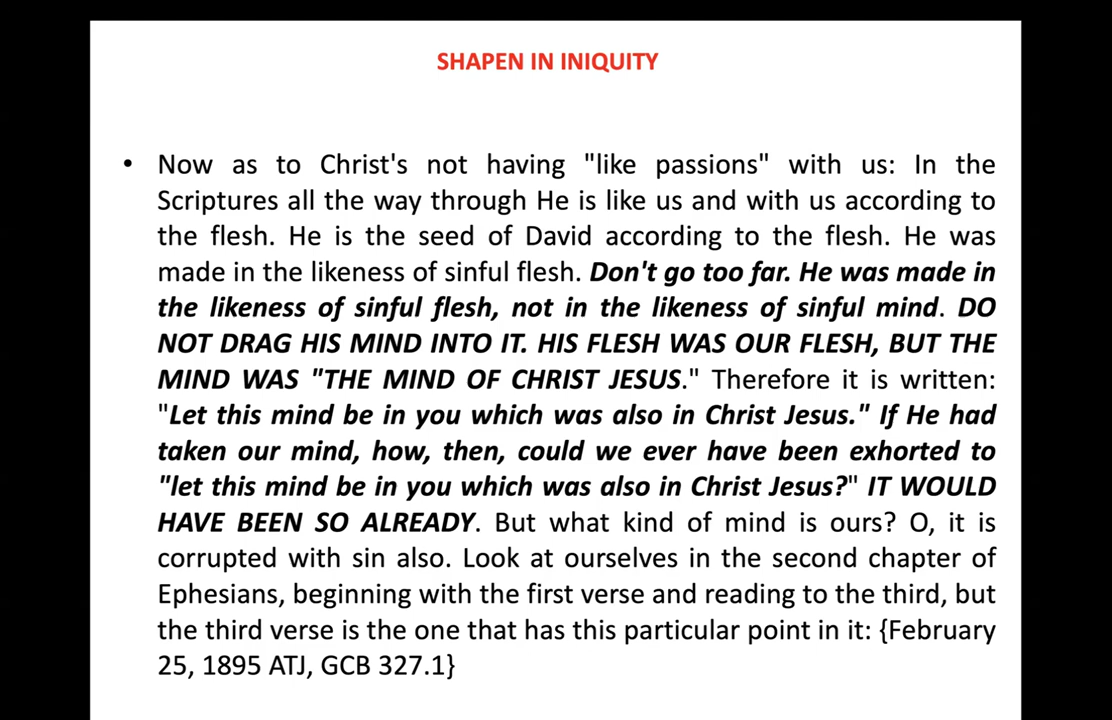 SHAPEN IN INIQUITY
• Now as to Christ's not having "like passions" with us: In the
Scriptures all the way through He is like us and with us according to
the flesh. He is the seed of David according to the flesh. He was
made in the likeness of sinful flesh. Don't go too far. He was made in
the likeness of sinful flesh, not in the likeness of sinful mind. DO
NOT DRAG HIS MIND INTO IT. HIS FLESH WAS OUR FLESH, BUT THE
MIND WAS "THE MIND OF CHRIST JESUS." Therefore it is written:
"Let this mind be in you which was also in Christ Jesus." If He had
taken our mind, how, then, could we ever have been exhorted to
"let this mind be in you which was also in Christ Jesus?" IT WOULD
HAVE BEEN SO ALREADY. But what kind of mind is ours? O, it is
corrupted with sin also. Look at ourselves in the second chapter of
Ephesians, beginning with the first verse and reading to the third, but
the third verse is the one that has this particular point in it: {February
25, 1895 ATJ, GCB 327.1}